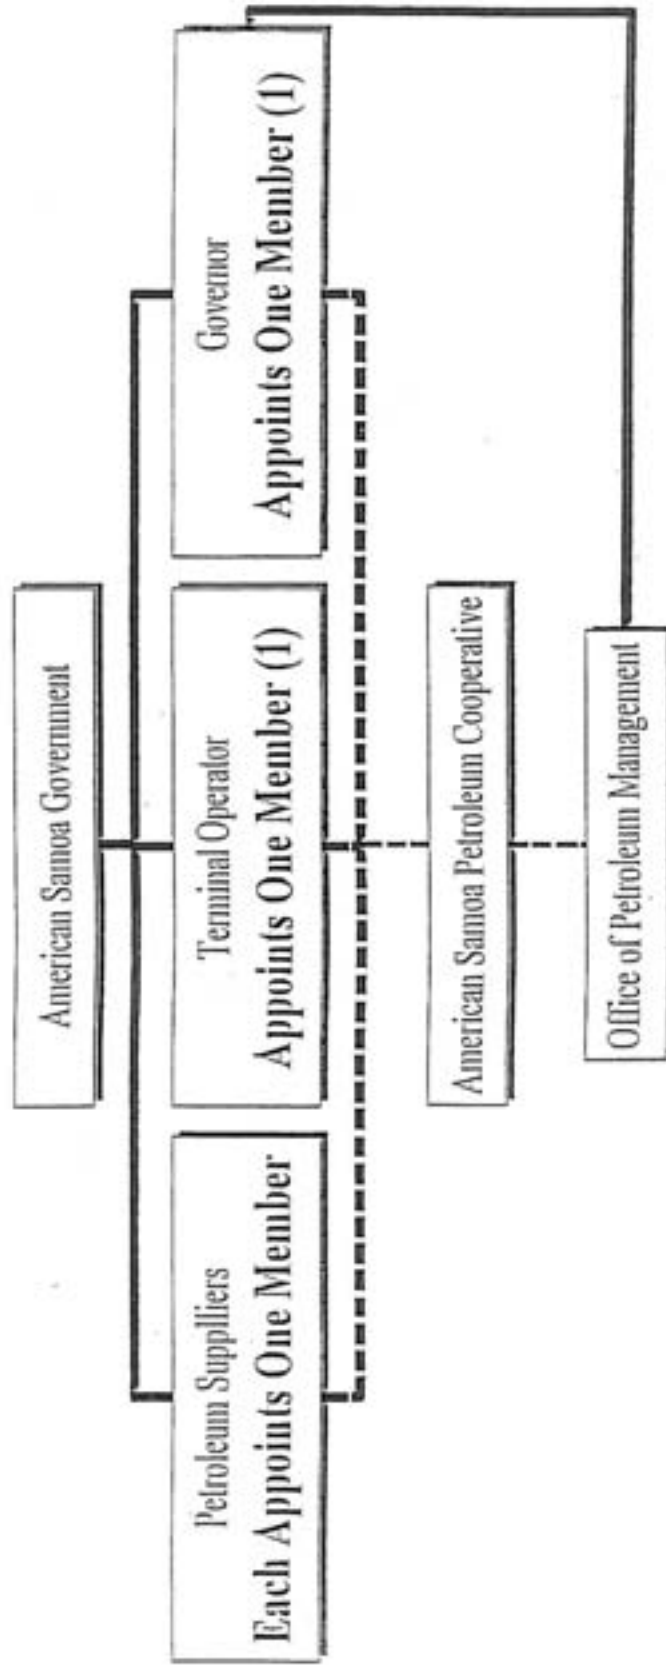 American Samoa Government
Petroleum Supplliers
Each Appoints One Member
Terminal Operator
Appoints One Member (1)
Governor
Appoints One Member (1)
American Samoa Petroleum Cooperative
Office of Petroleum Management